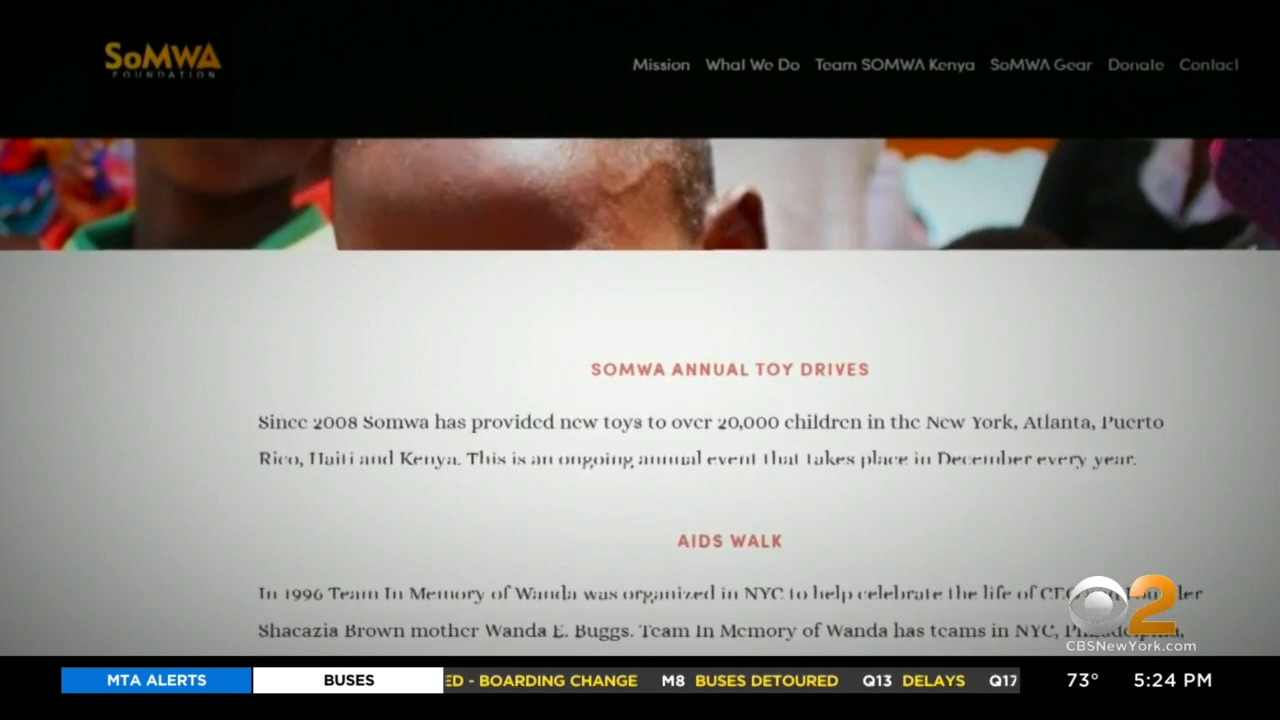 SoMWA
FOUNDATION
Mission What We Do Team SOMWA Kenya SoMWA Gear Donate Contact
SOMWA ANNUAL TOY DRIVES
Since 2008 Somwa has provided new toys to over 20,000 children in the New York, Atlanta, Puerto
Rico, Haiti and Kenya. This is an ongoing annual event that takes place in December every year.
AIDS WALK
In 1996 Team In Memory of Wanda was organized in NYC to help celebrate the life of
Shacazia Brown mother Wanda E. Buggs. Team In Memory of Wanda has teams in NYC, Philadelphia,
2
CBSNewYork.com
MTA ALERTS BUSES ED - BOARDING CHANGE M8 BUSES DETOURED Q13 DELAYS Q17 73° 5:24 PM